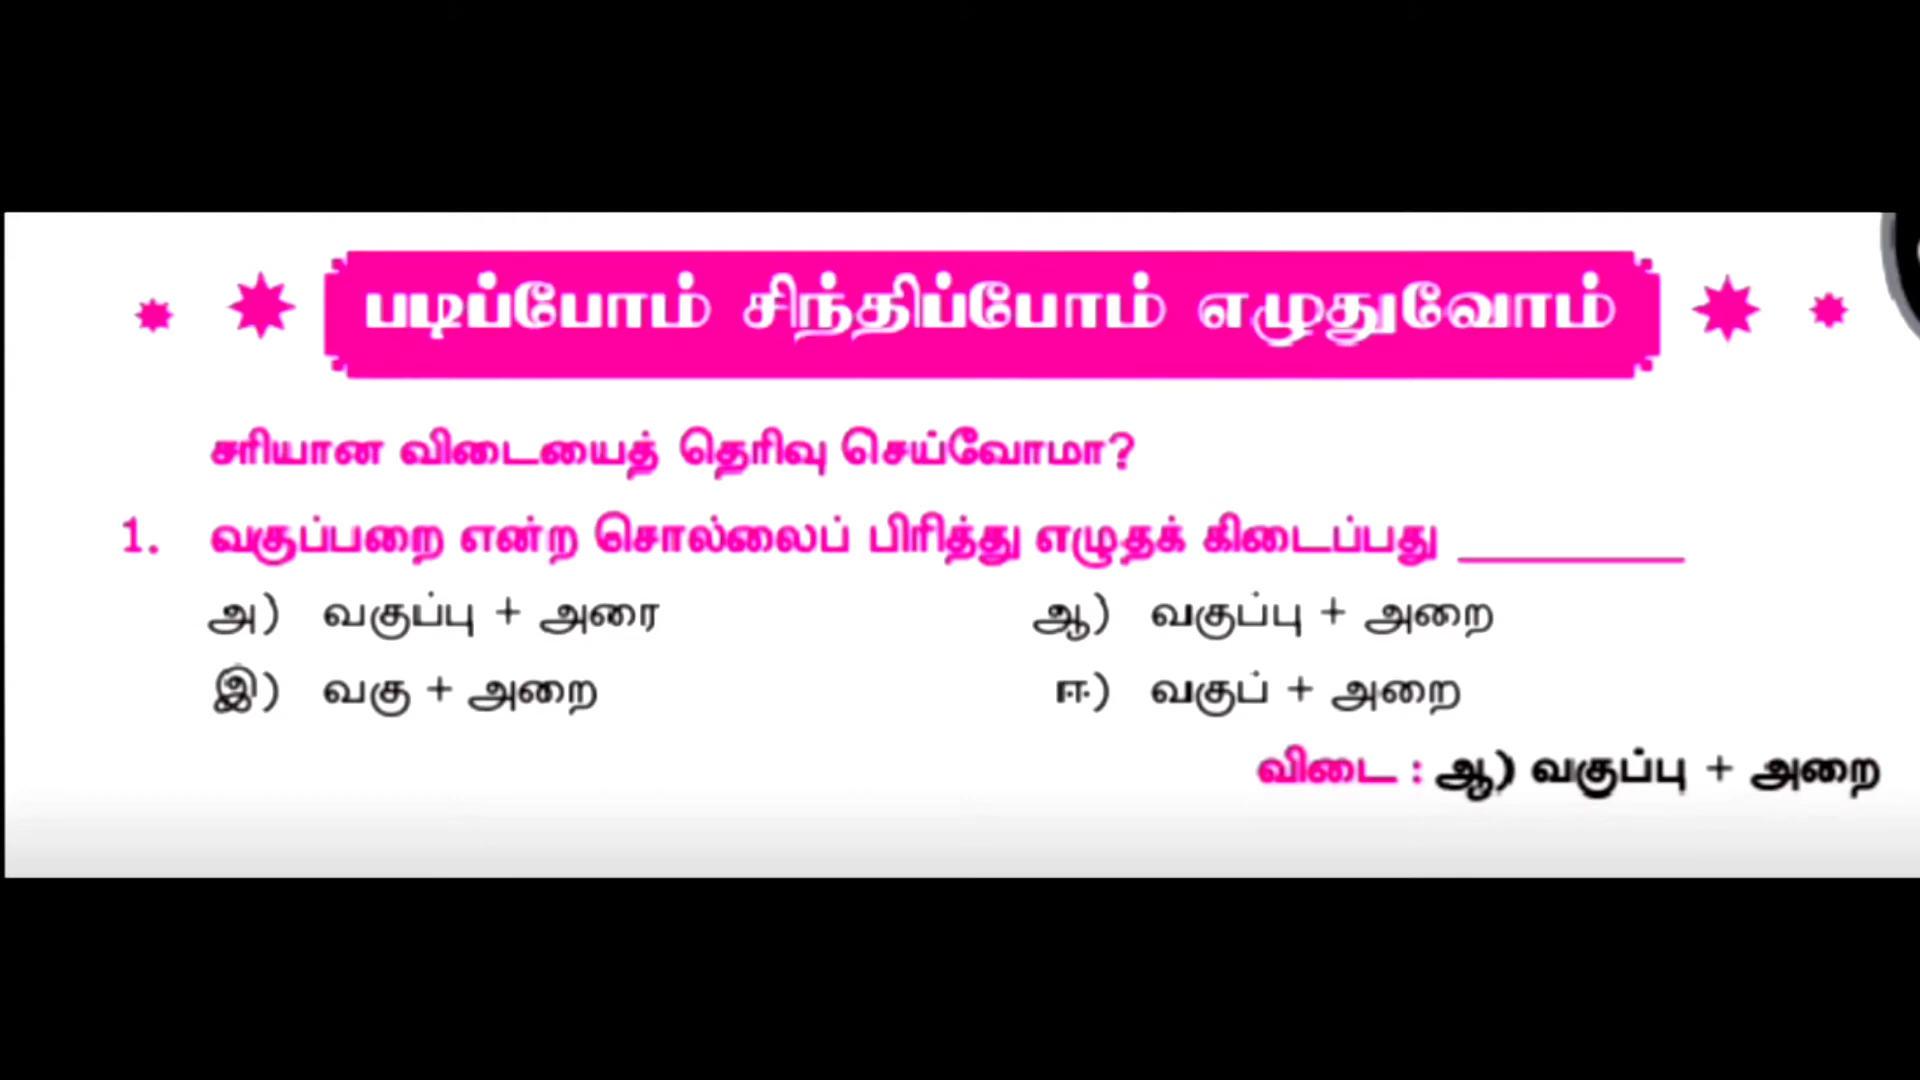 படிப்போம் சிந்திப்போம் எழுதுவோம்
சரியான விடையைத் தெரிவு செய்வோமா?
1. வகுப்பறை என்ற சொல்லைப் பிரித்து எழுதக் கிடைப்பது __________
அ) வகுப்பு + அரை ஆ) வகுப்பு + அறை
இ) வகு + அறை ஈ) வகுப் + அறை
விடை : ஆ) வகுப்பு + அறை